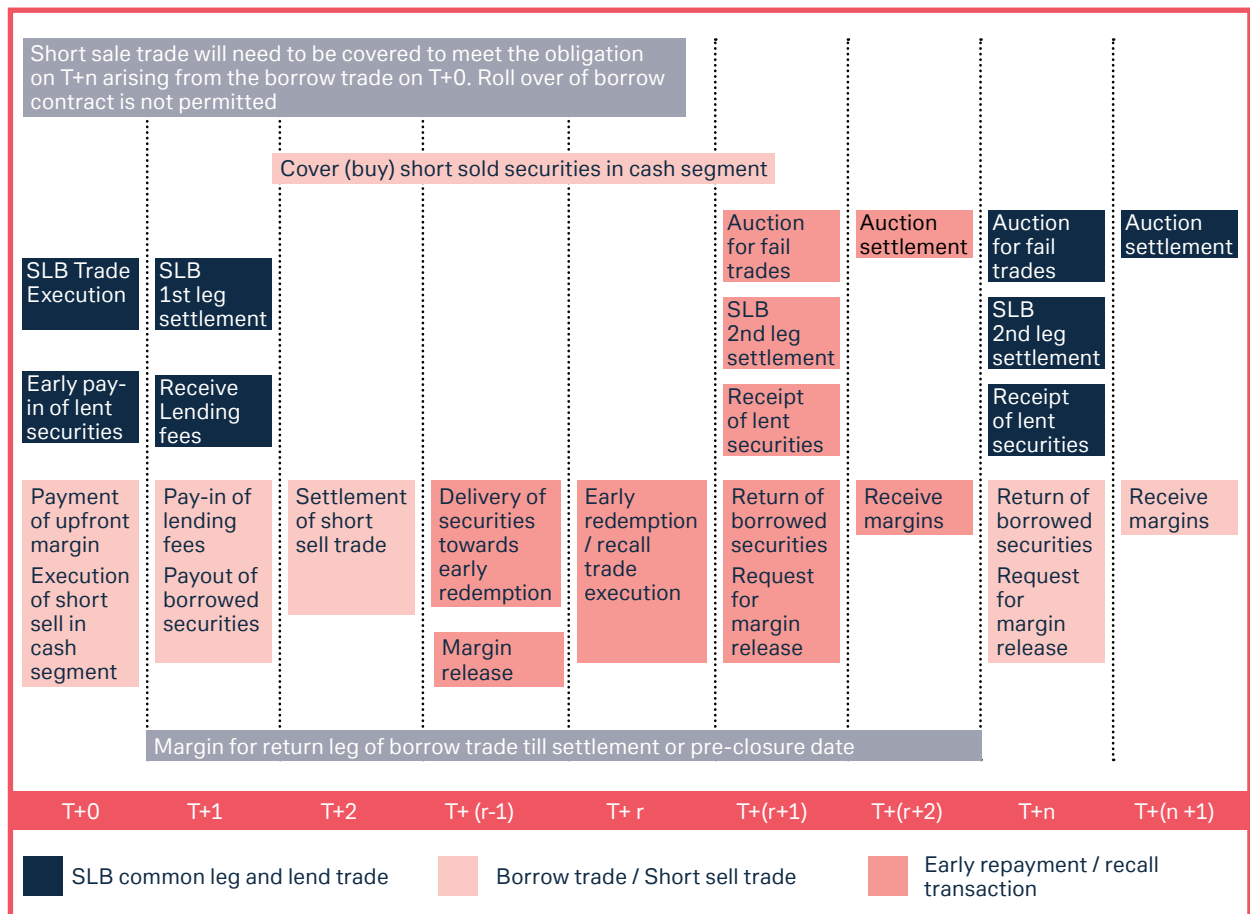 Short sale trade will need to be covered to meet the obligation
on T+n arising from the borrow trade on T+0. Roll over of borrow
contract is not permitted
Cover (buy) short sold securities in cash segment
Auction
for fail
trades
Auction
settlement
Auction
for fail
trades
Auction
settlement
SLB Trade
Execution
SLB
1st leg
settlement
SLB
2nd leg
settlement
SLB
2nd leg
settlement
Early pay-
in of lent
securities
Receive
Lending
fees
Receipt
of lent
securities
Receipt
of lent
securities
Payment
of upfront
margin
Execution
of short
sell in
cash
segment
Pay-in of
lending
fees
Payout of
borrowed
securities
Settlement
of short
sell trade
Delivery of
securities
towards
early
redemption
Margin
release
Early
redemption
/ recall
trade
execution
Return of
borrowed
securities
Request
for
margin
release
Receive
margins
Return of
borrowed
securities
Request
for
margin
release
Receive
margins
Margin for return leg of borrow trade till settlement or pre-closure date
T+0
T+1
T+2
T+ (r-1)
T+ r
T+(r+1)
T+(r+2)
T+n
T+(n +1)
SLB common leg and lend trade
Borrow trade / Short sell trade
Early repayment / recall
transaction